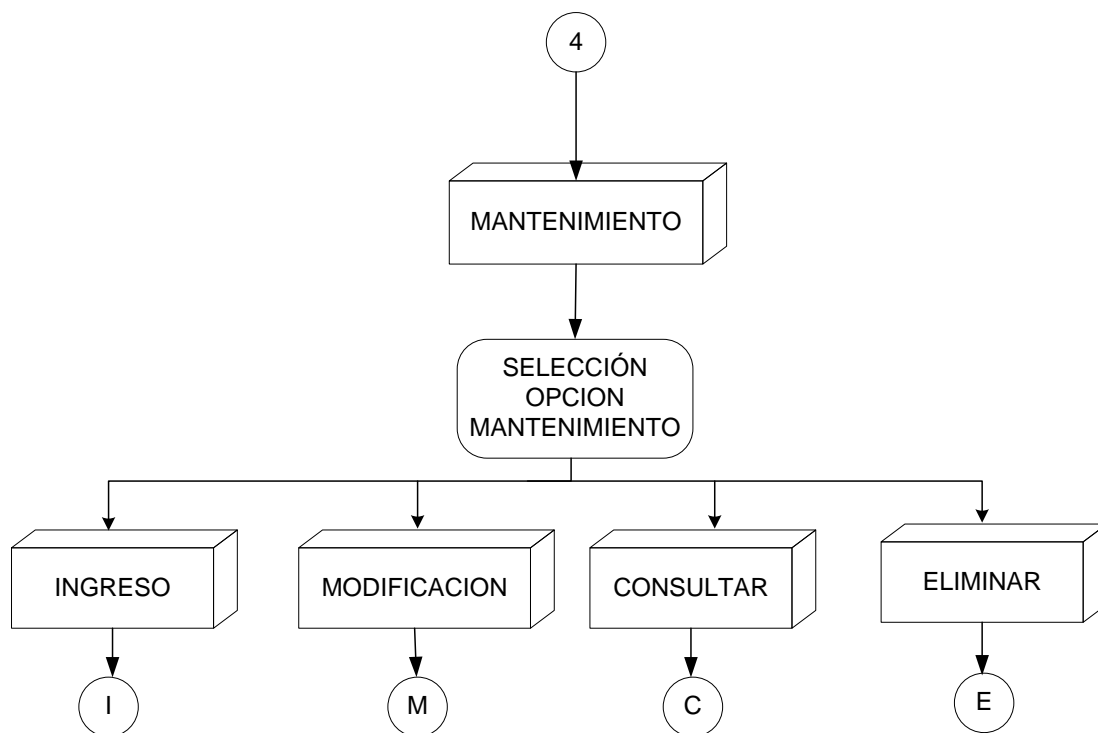 4
MANTENIMIENTO
SELECCIÓN
OPCION
MANTENIMIENTO
INGRESO
MODIFICACION
CONSULTAR
ELIMINAR
I
M
C
E